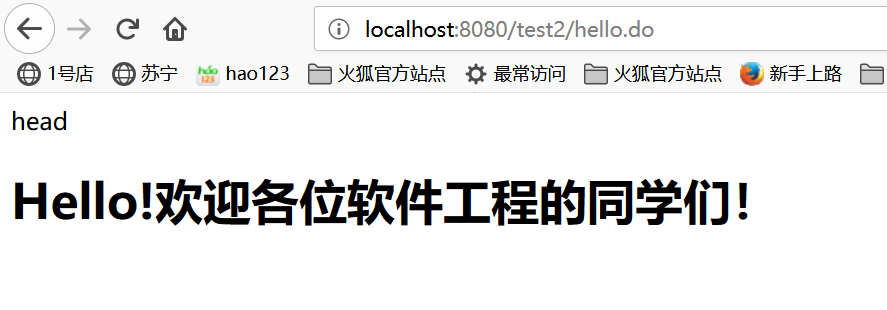 localhost:8080/test2/hello.do
1号店 苏宁 hao123 hao123 火狐官方站点 最常访问 火狐官方站点 新手上路
head
Hello!欢迎各位软件工程的同学们！